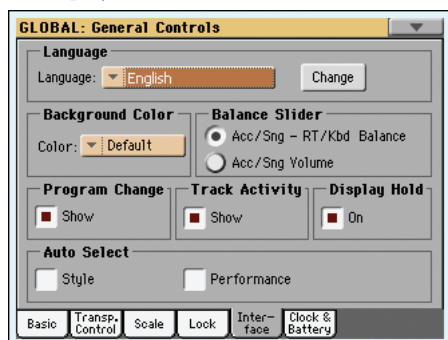 GLOBAL: General Controls
Language
Language: English Change
Background Color
Color: Default
Balance Slider
Acc/Sng - RT/Kbd Balance
Acc/Sng Volume
Program Change
Show
Track Activity
Show
Display Hold
On
Auto Select
Style Performance
Basic
Transp.
Control
Scale
Lock
Inter-
face
Clock &
Battery